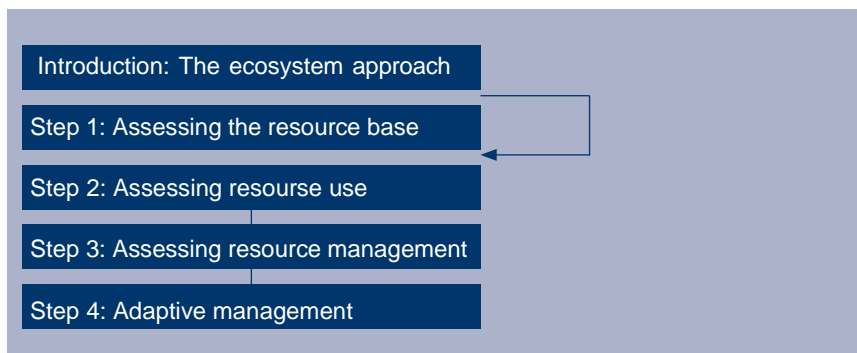 Introduction: The ecosystem approach
Step 1: Assessing the resource base
Step 2: Assessing resourse use
Step 3: Assessing resource management
Step 4: Adaptive management